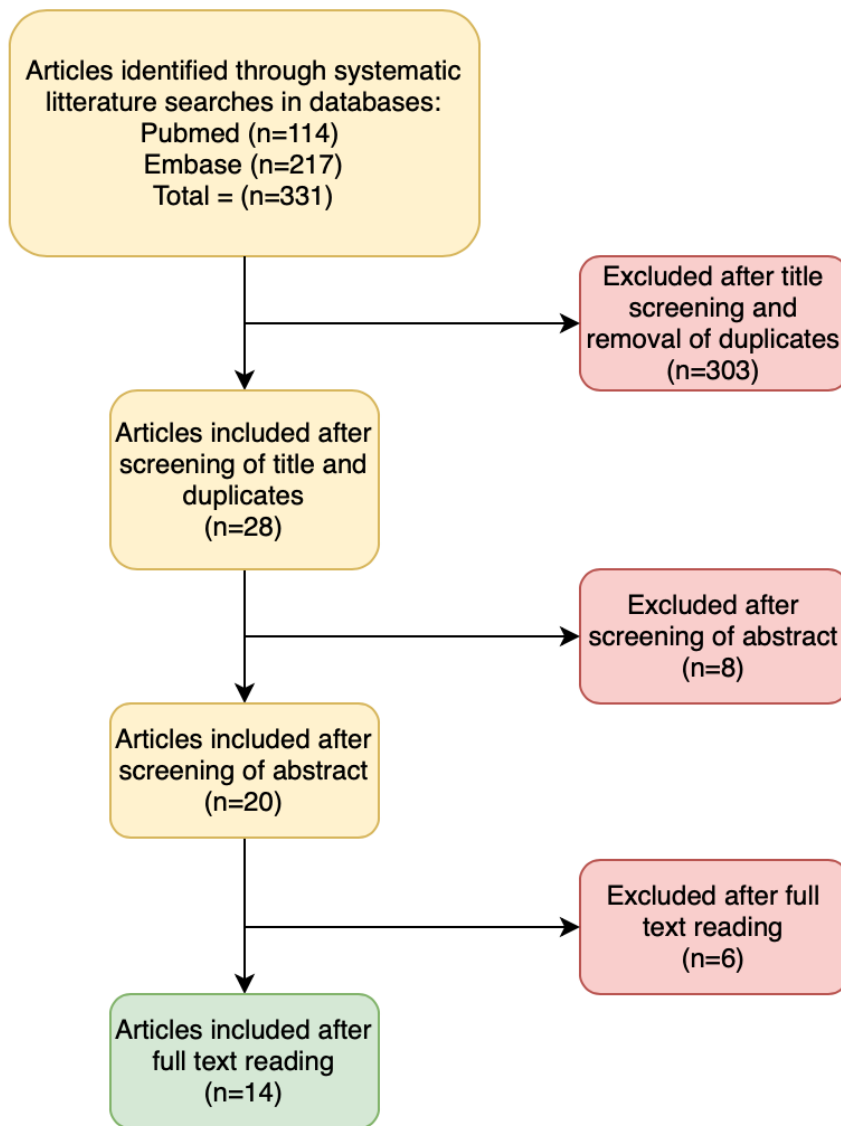 Articles identified through systematic
litterature searches in databases:
Pubmed (n=114)
Embase (n=217)
Total = (n=331)
Excluded after title
screening and
removal of duplicates
(n=303)
Articles included after
screening of title and
duplicates
(n=28)
Excluded after
screening of abstract
(n=8)
Articles included after
screening of abstract
(n=20)
Excluded after full
text reading
(n=6)
Articles included after
full text reading
(n=14)